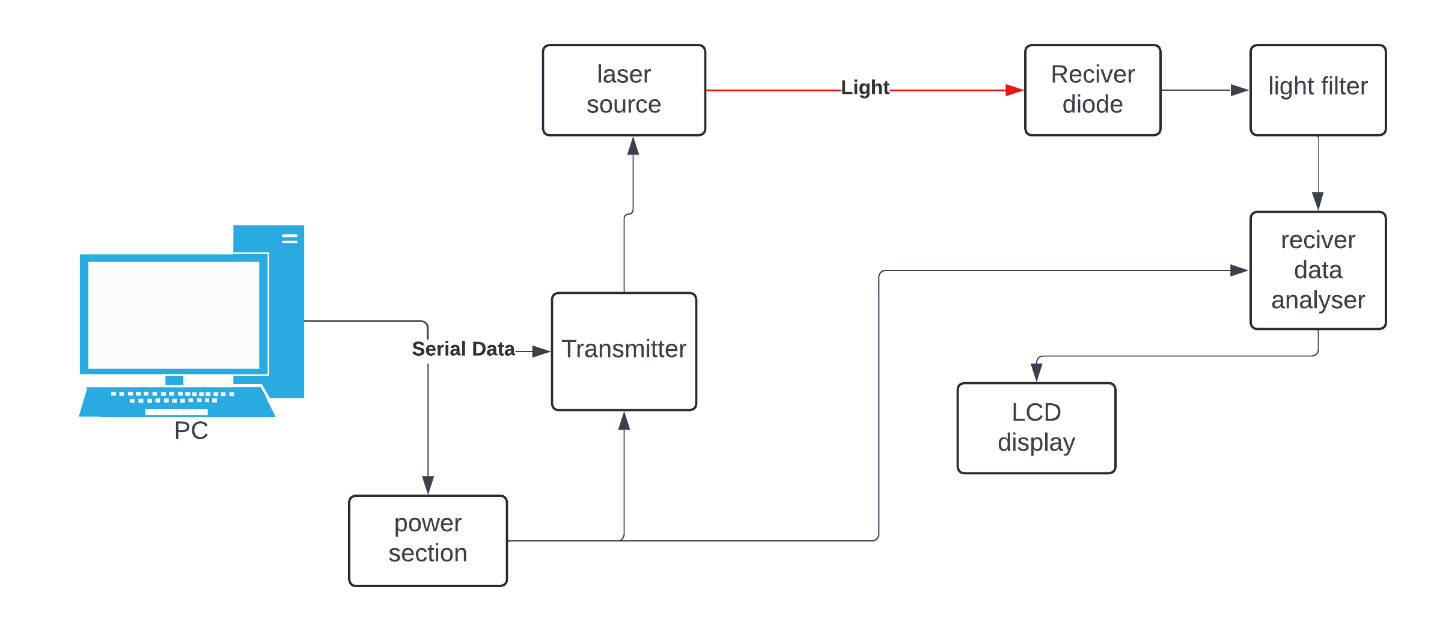 laser
source
Light
Reciver
diode
light filter
reciver
data
analyser
Serial Data
Transmitter
PC
LCD
display
power
section